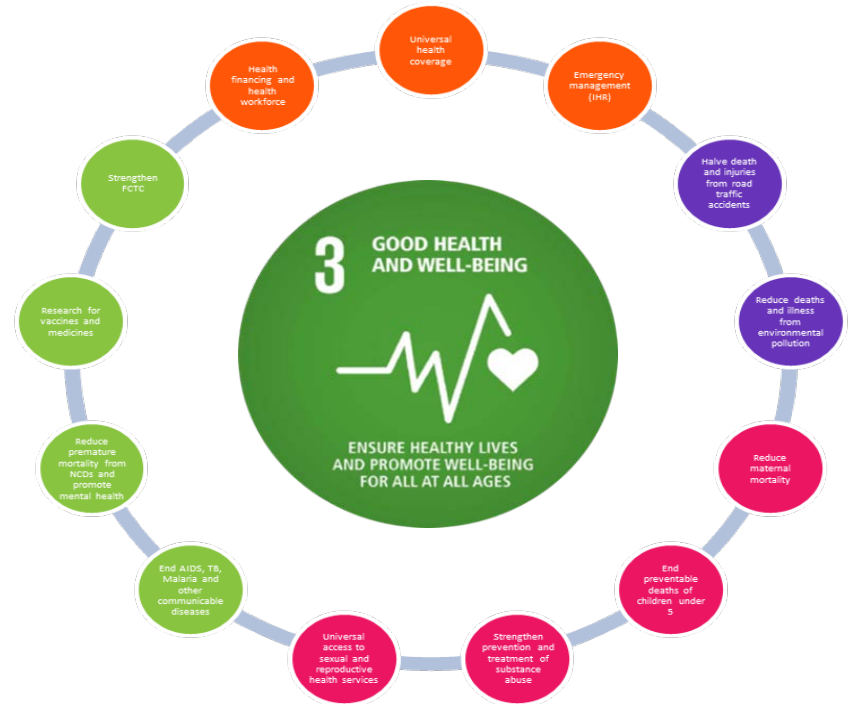 Universal
health
coverage
Emergency
management
(IHR)
Halve death
and injuries
from road
traffic
accidents
Reduce deaths
and illness
from
environmental
pollution
Reduce
maternal
mortality
End
preventable
deaths of
children under
5
Strengthen
prevention and
treatment of
substance
abuse
Universal
access to
sexual and
reproductive
health services
End AIDS, TB,
Malaria and
other
communicable
diseases
Reduce
premature
mortality from
NCDs and
promote
mental health
Research for
vaccines and
medicines
Strengthen
FCTC
Health
financing and
health
workforce
3 GOOD HEALTH
AND WELL-BEING
ENSURE HEALTHY LIVES
AND PROMOTE WELL-BEING
FOR ALL AT ALL AGES